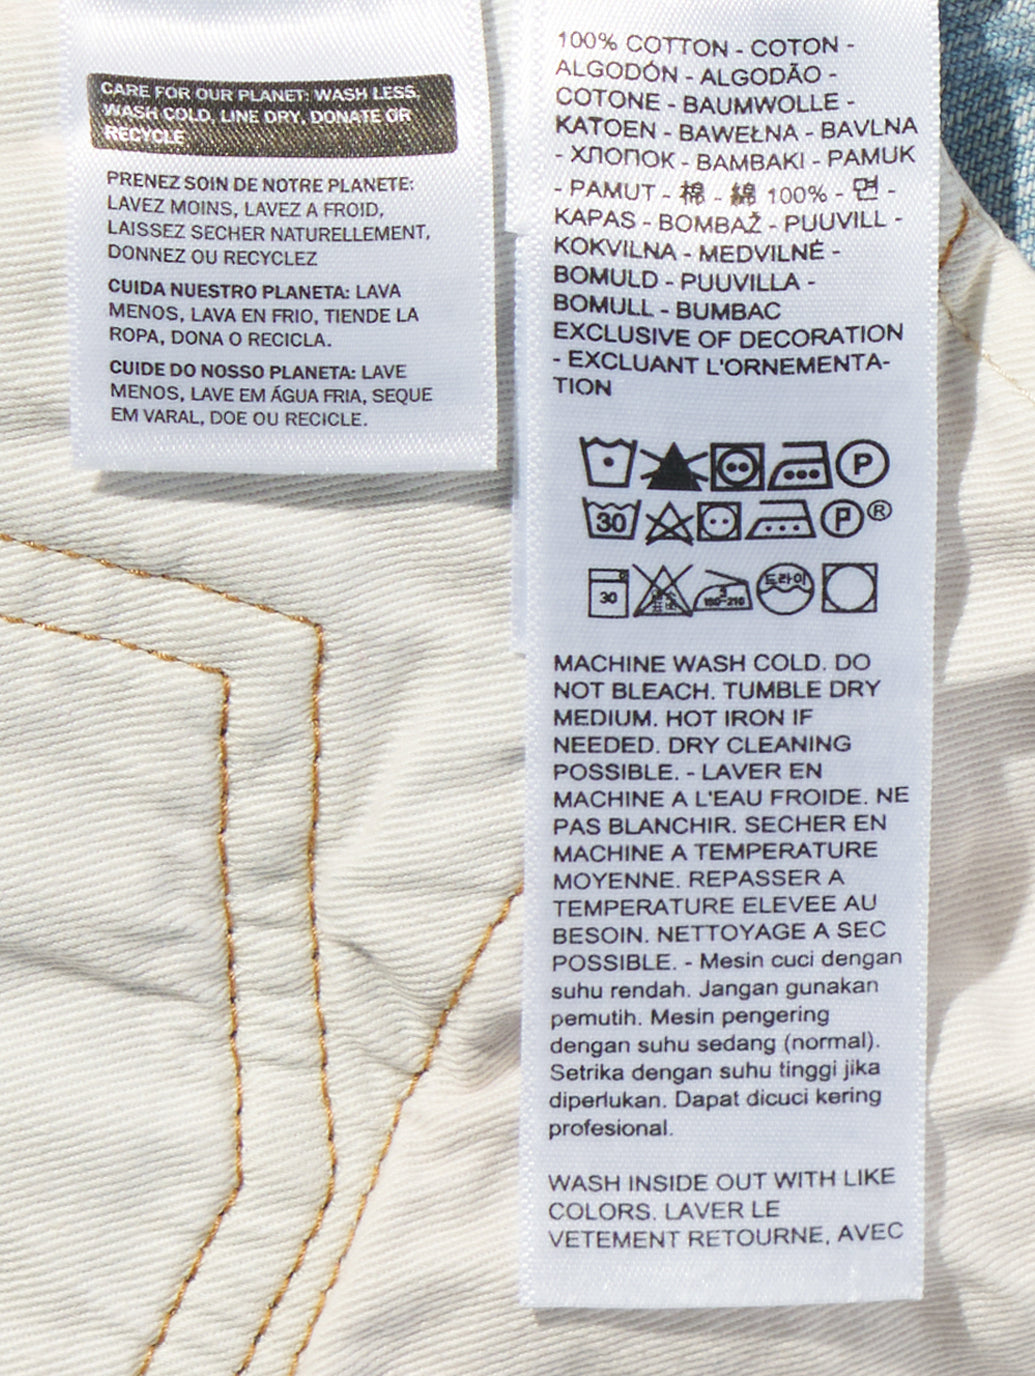 CARE FOR OUR PLANET: WASH LESS,
WASH COLD, LINE DRY, DONATE OR
RECYCLE
PRENEZ SOIN DE NOTRE PLANETE:
LAVEZ MOINS, LAVEZ A FROID,
LAISSEZ SECHER NATURELLEMENT,
DONNEZ OU RECYCLEZ
CUIDA NUESTRO PLANETA: LAVA
MENOS, LAVA EN FRIO, TIENDE LA
ROPA, DONA O RECICLA.
CUIDE DO NOSSO PLANETA: LAVE
MENOS, LAVE EM ÁGUA FRIA, SEQUE
EM VARAL, DOE OU RECICLE.
100% COTTON - COTON -
ALGODÓN - ALGODÃO -
COTONE - BAUMWOLLE -
KATOEN - BAWEŁNA - BAVLNA
- ХЛОПОК - BAMBAKI - PAMUK
- PAMUT - 棉 - 綿 100% - 면 -
KAPAS - BOMBAŽ - PUUVILL -
KOKVILNA - MEDVILNĖ -
BOMULD - PUUVILLA -
BOMULL - BUMBAC
EXCLUSIVE OF DECORATION
- EXCLUANT L'ORNEMENTA-
TION
P
30 P ®
30 3 180-210 드라이
MACHINE WASH COLD. DO
NOT BLEACH. TUMBLE DRY
MEDIUM. HOT IRON IF
NEEDED. DRY CLEANING
POSSIBLE. - LAVER EN
MACHINE A L'EAU FROIDE. NE
PAS BLANCHIR. SECHER EN
MACHINE A TEMPERATURE
MOYENNE. REPASSER A
TEMPERATURE ELEVEE AU
BESOIN. NETTOYAGE A SEC
POSSIBLE. - Mesin cuci dengan
suhu rendah. Jangan gunakan
pemutih. Mesin pengering
dengan suhu sedang (normal).
Setrika dengan suhu tinggi jika
diperlukan. Dapat dicuci kering
profesional.
WASH INSIDE OUT WITH LIKE
COLORS. LAVER LE
VETEMENT RETOURNE, AVEC